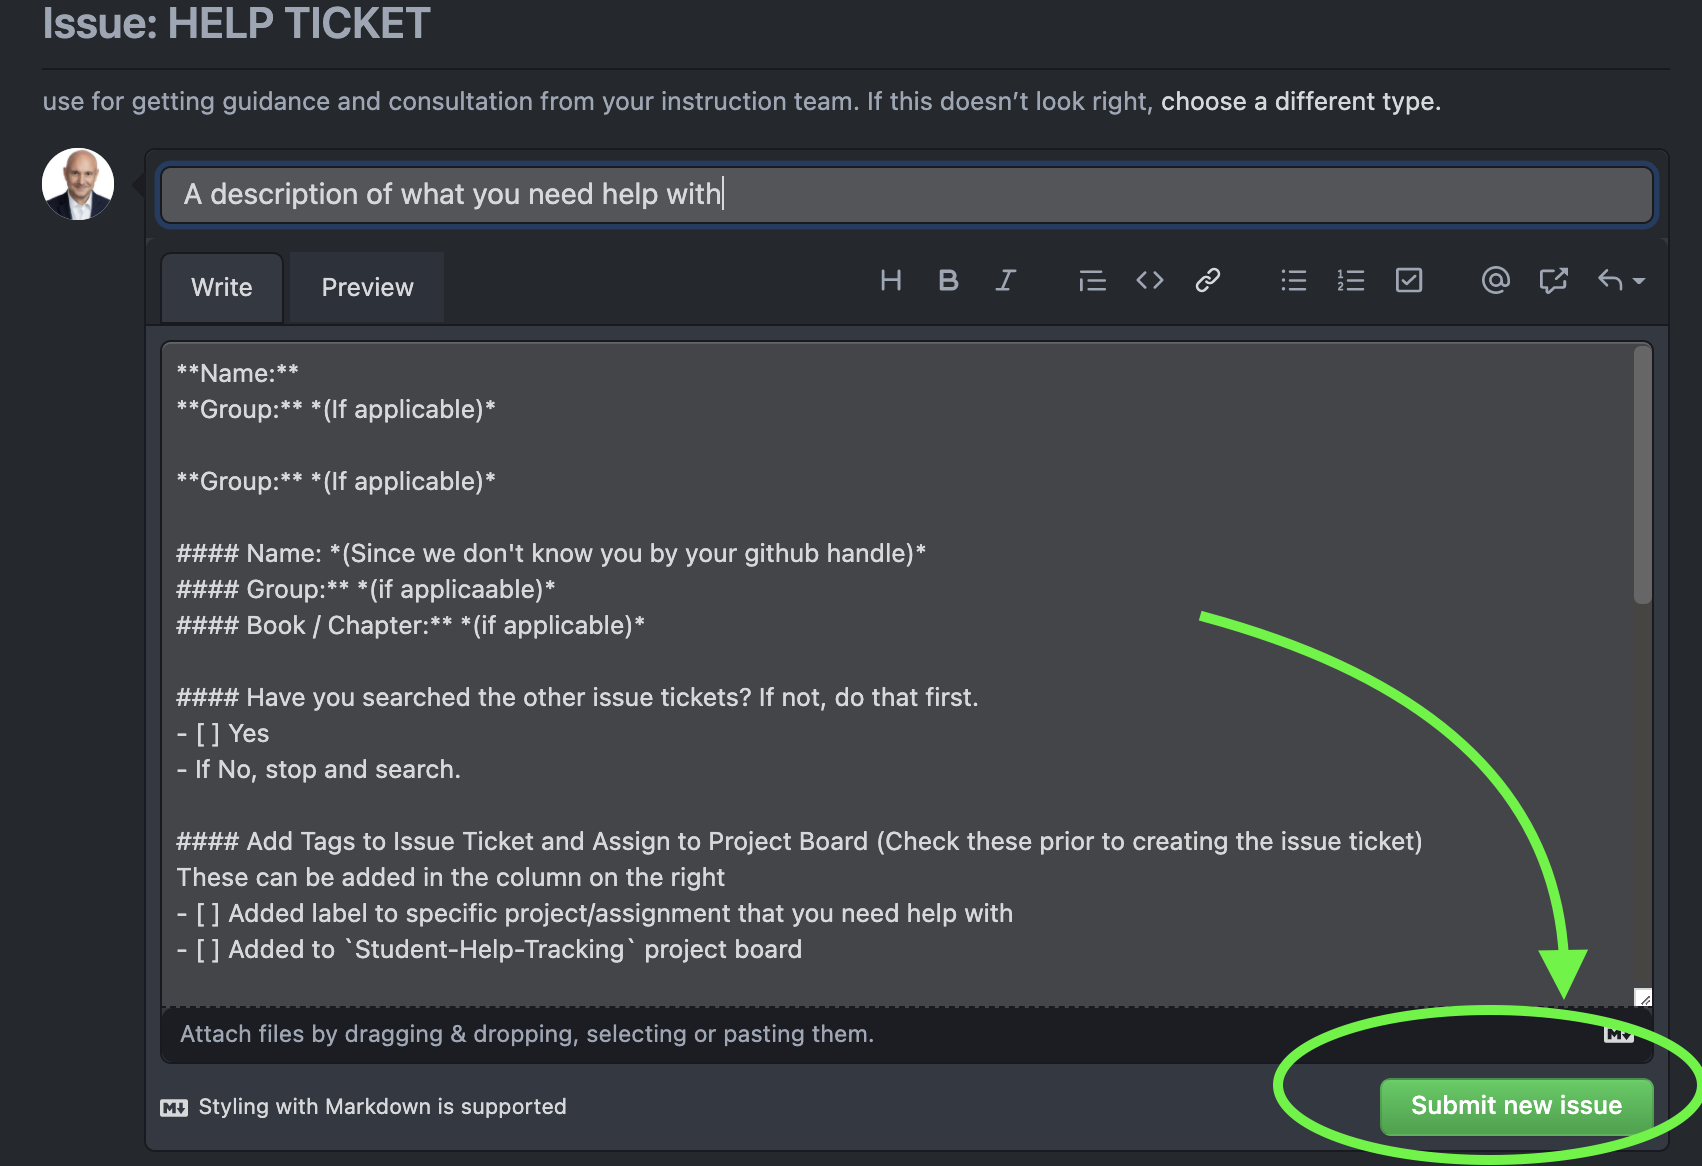 Issue: HELP TICKET
use for getting guidance and consultation from your instruction team. If this doesn’t look right, choose a different type.
A description of what you need help with
Write
Preview
**Name:**
**Group:** *(If applicable)*
**Group:** *(If applicable)*
#### Name: *(Since we don't know you by your github handle)*
#### Group:** *(if applicaable)*
#### Book / Chapter:** *(if applicable)*
#### Have you searched the other issue tickets? If not, do that first.
- [ ] Yes
- If No, stop and search.
#### Add Tags to Issue Ticket and Assign to Project Board (Check these prior to creating the issue ticket)
These can be added in the column on the right
- [ ] Added label to specific project/assignment that you need help with
- [ ] Added to `Student-Help-Tracking` project board
Attach files by dragging & dropping, selecting or pasting them.
Styling with Markdown is supported
Submit new issue